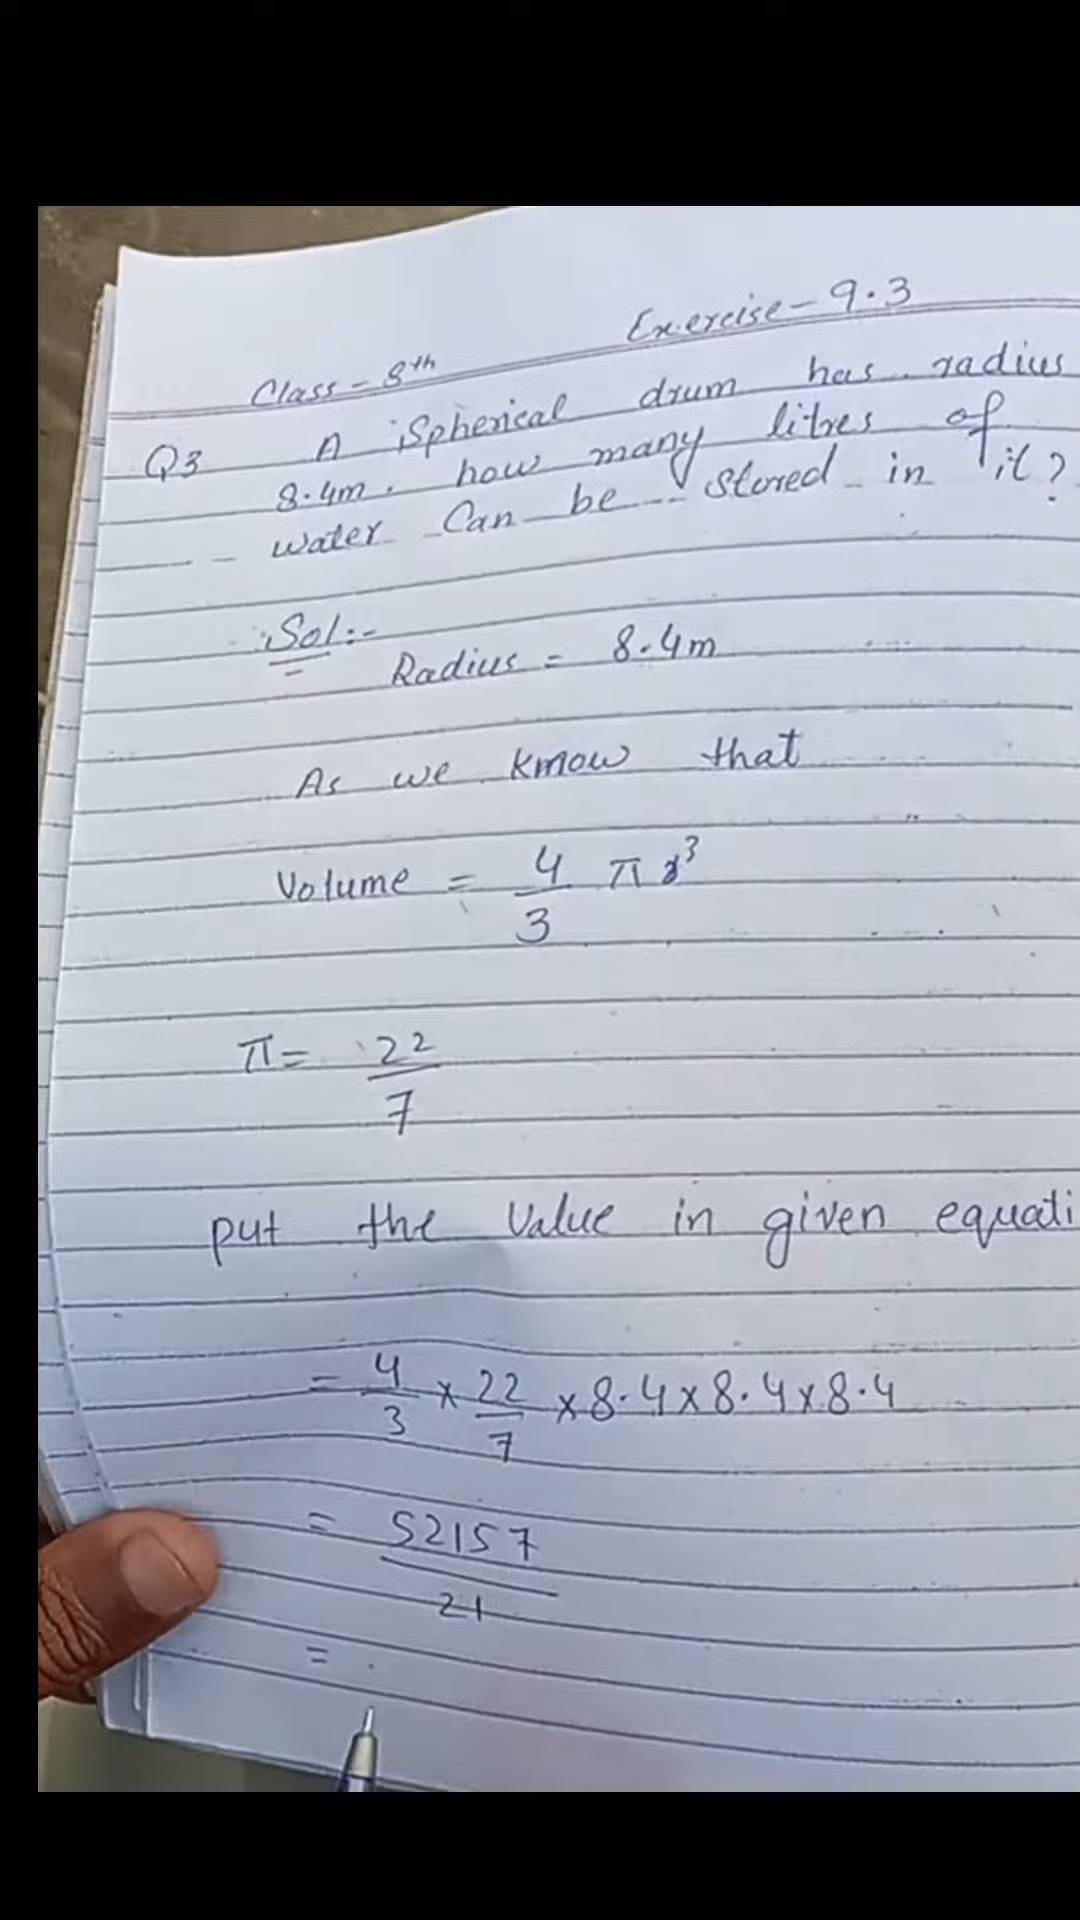 Exercise - 9.3
Class - 8th
Q3 A Spherical drum has radius
8.4m. how many litres of
water Can be stored in it?
Sol:-
Radius = 8.4m
As we know that
Volume = 4/3 π r³
π = 22/7
put the Value in given equati
= 4/3 × 22/7 × 8.4 × 8.4 × 8.4
= 52157/21
=